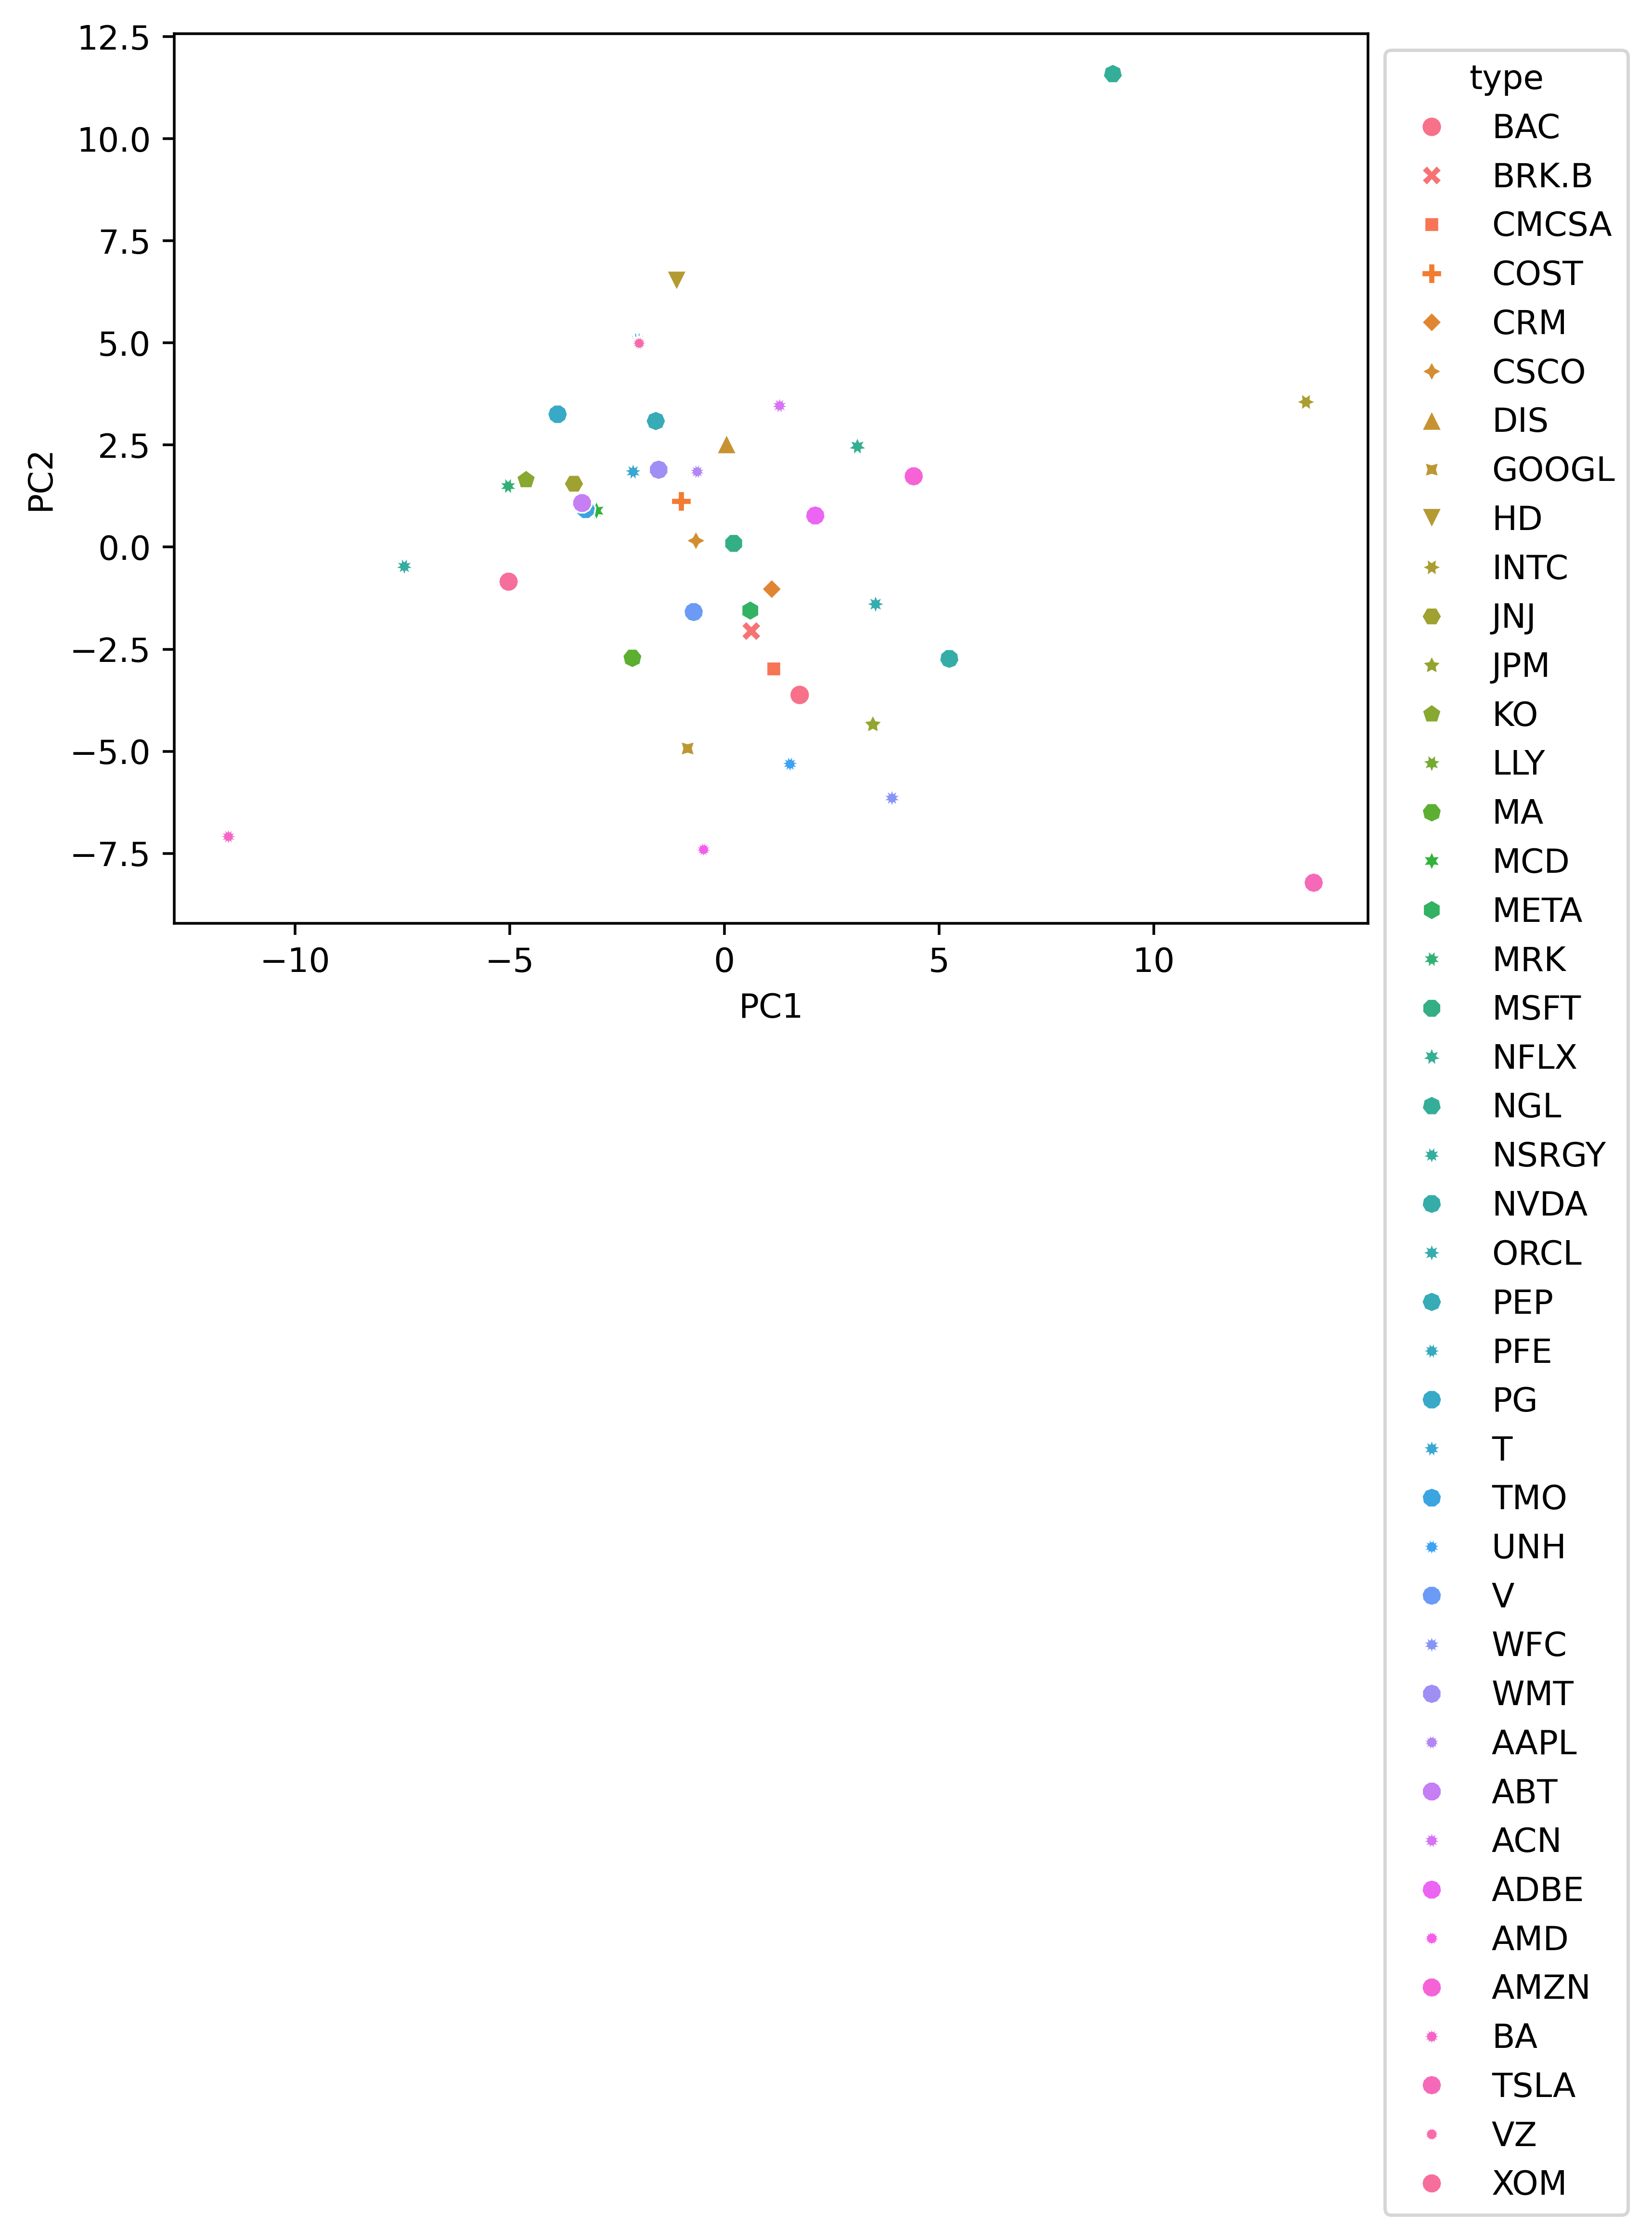 12.5
10.0
7.5
5.0
2.5
0.0
−2.5
−5.0
−7.5
PC2
−10
−5
0
5
10
PC1
type
BAC
BRK.B
CMCSA
COST
CRM
CSCO
DIS
GOOGL
HD
INTC
JNJ
JPM
KO
LLY
MA
MCD
META
MRK
MSFT
NFLX
NGL
NSRGY
NVDA
ORCL
PEP
PFE
PG
T
TMO
UNH
V
WFC
WMT
AAPL
ABT
ACN
ADBE
AMD
AMZN
BA
TSLA
VZ
XOM